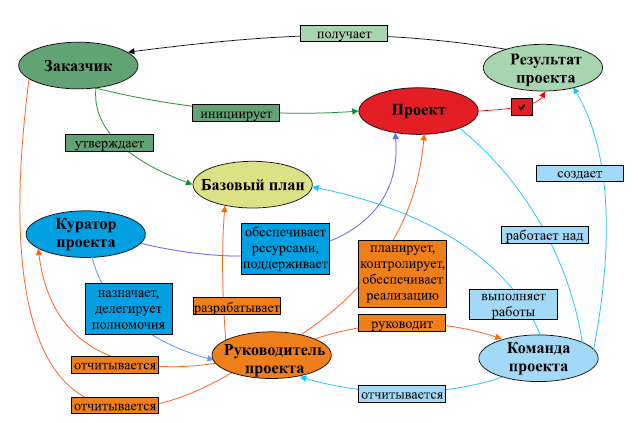 получает
Заказчик
Результат
проекта
инициирует
Проект
утверждает
Базовый план
создает
Куратор
проекта
обеспечивает
ресурсами,
поддерживает
планирует,
контролирует,
обеспечивает
реализацию
работает над
назначает,
делегирует
полномочия
разрабатывает
выполняет
работы
руководит
Руководитель
проекта
Команда
проекта
отчитывается
отчитывается
отчитывается